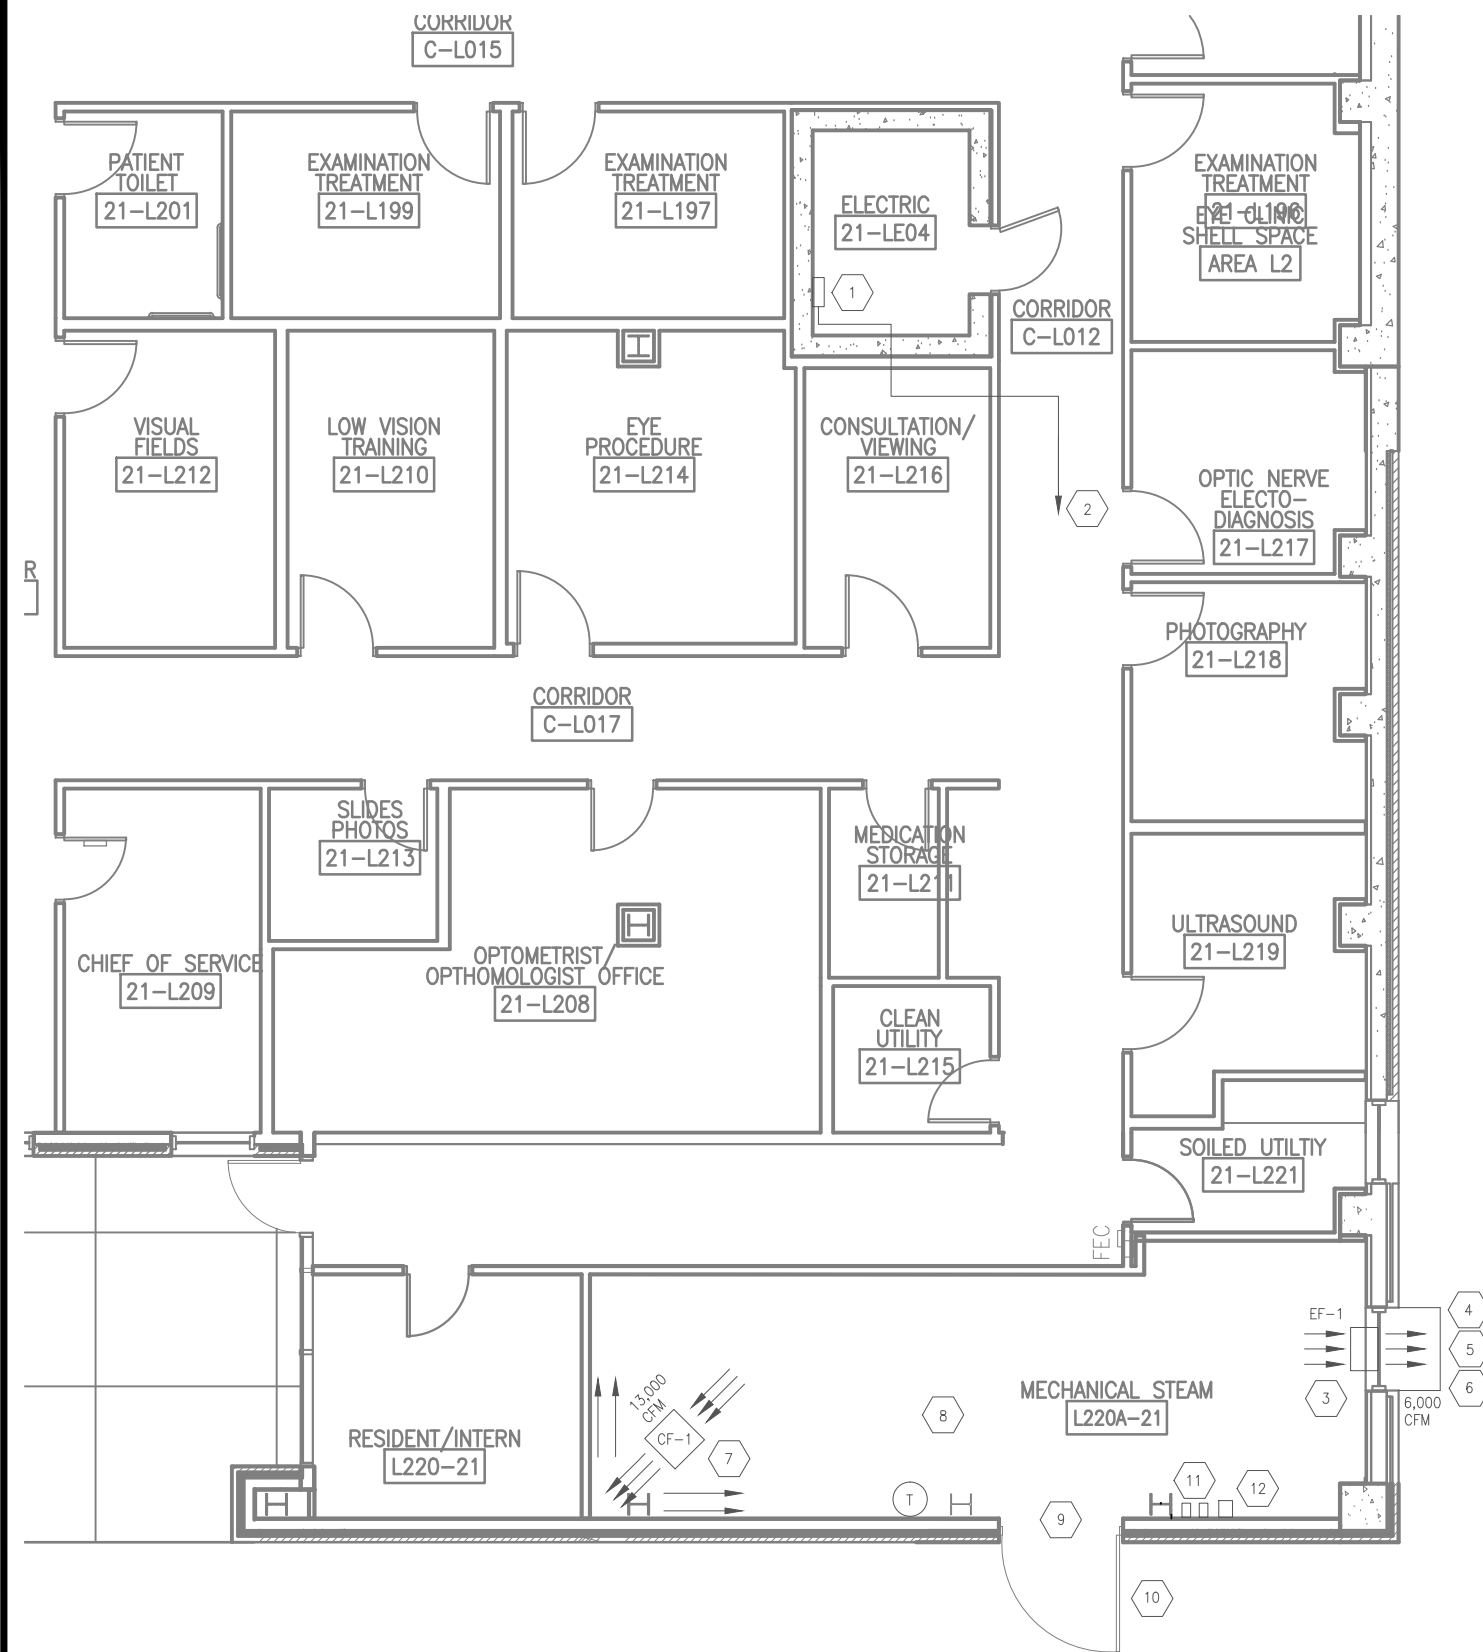 CORRIDOR
C-L015
PATIENT
TOILET
21-L201
EXAMINATION
TREATMENT
21-L199
EXAMINATION
TREATMENT
21-L197
ELECTRIC
21-LE04
1
EXAMINATION
TREATMENT
21-L196
EYE CLINIC
SHELL SPACE
AREA L2
CORRIDOR
C-L012
VISUAL
FIELDS
21-L212
LOW VISION
TRAINING
21-L210
EYE
PROCEDURE
21-L214
CONSULTATION/
VIEWING
21-L216
2
OPTIC NERVE
ELECTO-
DIAGNOSIS
21-L217
R
PHOTOGRAPHY
21-L218
CORRIDOR
C-L017
SLIDES
PHOTOS
21-L213
MEDICATION
STORAGE
21-L211
CHIEF OF SERVICE
21-L209
OPTOMETRIST/
OPTHOMOLOGIST OFFICE
21-L208
ULTRASOUND
21-L219
CLEAN
UTILITY
21-L215
SOILED UTILTIY
21-L221
FEC
EF-1
4
5
6
3
6,000
CFM
MECHANICAL STEAM
L220A-21
13,000
CFM
CF-1
7
8
RESIDENT/INTERN
L220-21
T
9
11
12
10